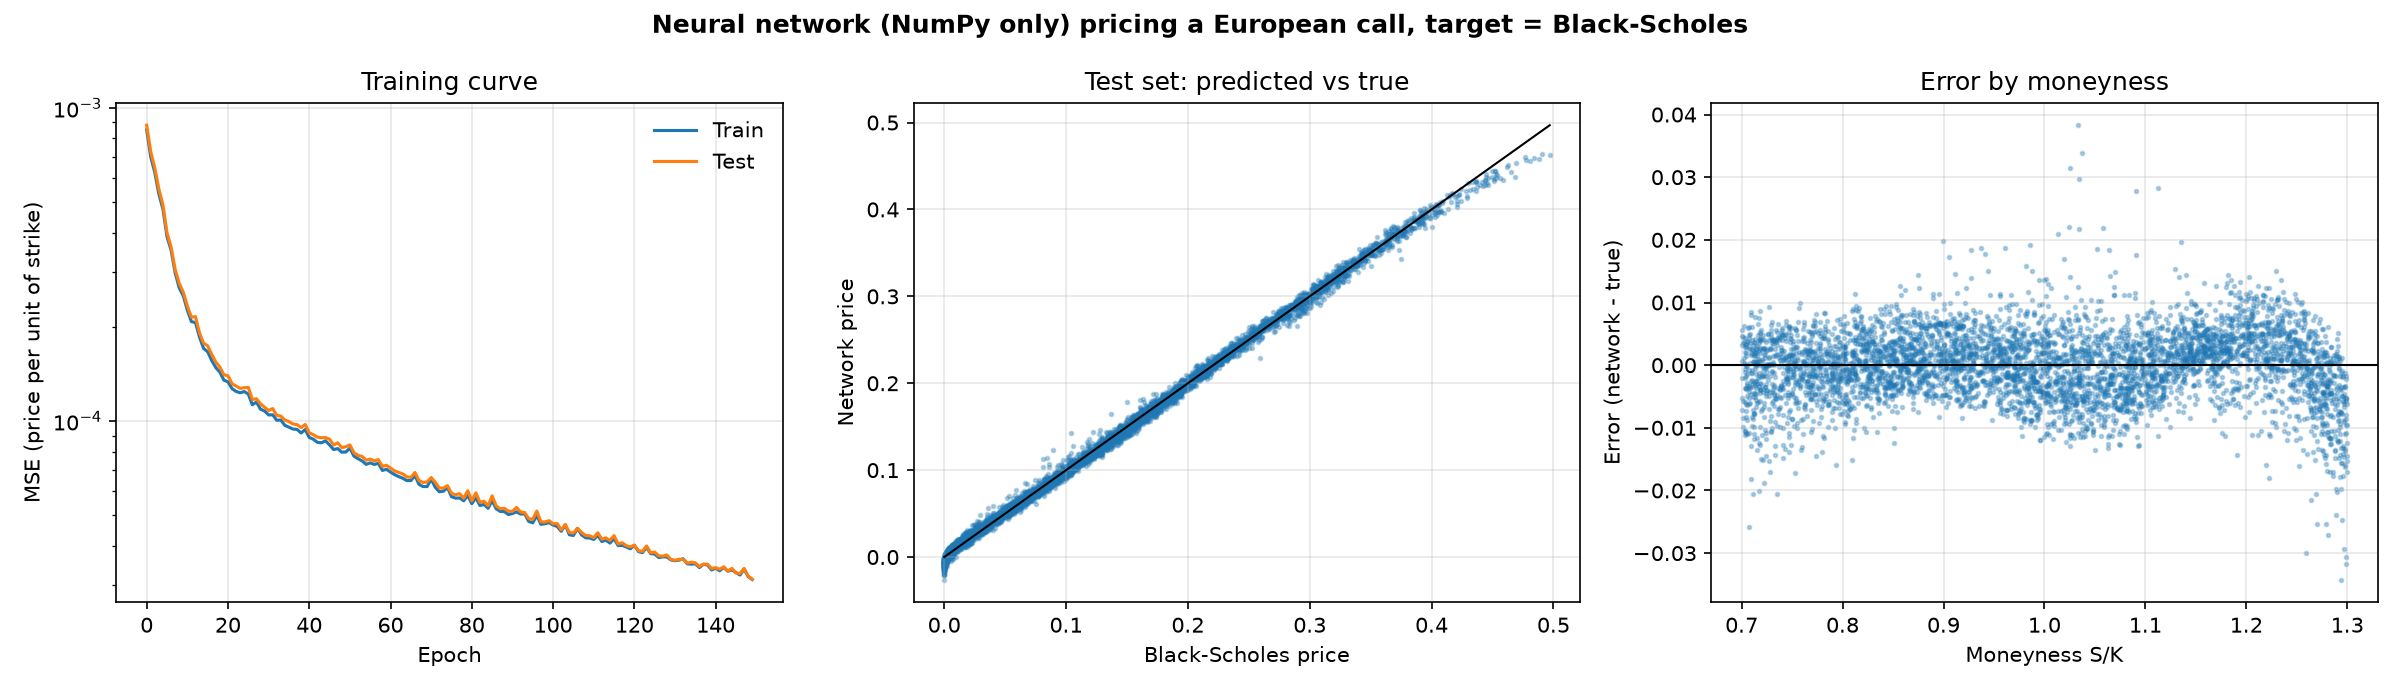 Neural network (NumPy only) pricing a European call, target = Black-Scholes
Training curve
10⁻³
10⁻⁴
MSE (price per unit of strike)
Train
Test
0 20 40 60 80 100 120 140
Epoch
Test set: predicted vs true
0.5
0.4
0.3
0.2
0.1
0.0
Network price
0.0 0.1 0.2 0.3 0.4 0.5
Black-Scholes price
Error by moneyness
0.04
0.03
0.02
0.01
0.00
−0.01
−0.02
−0.03
Error (network - true)
0.7 0.8 0.9 1.0 1.1 1.2 1.3
Moneyness S/K